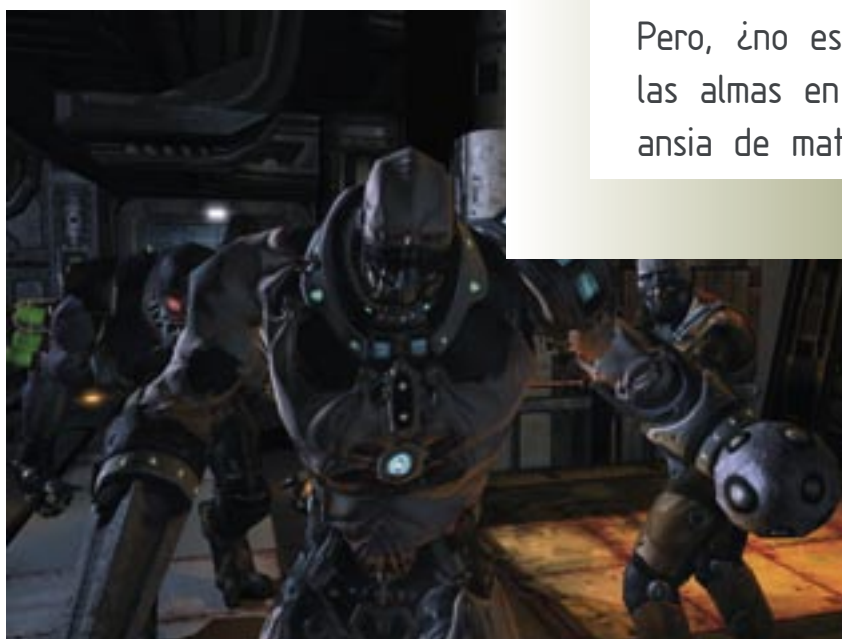 Pero, ¿no es
las almas en
ansia de mat